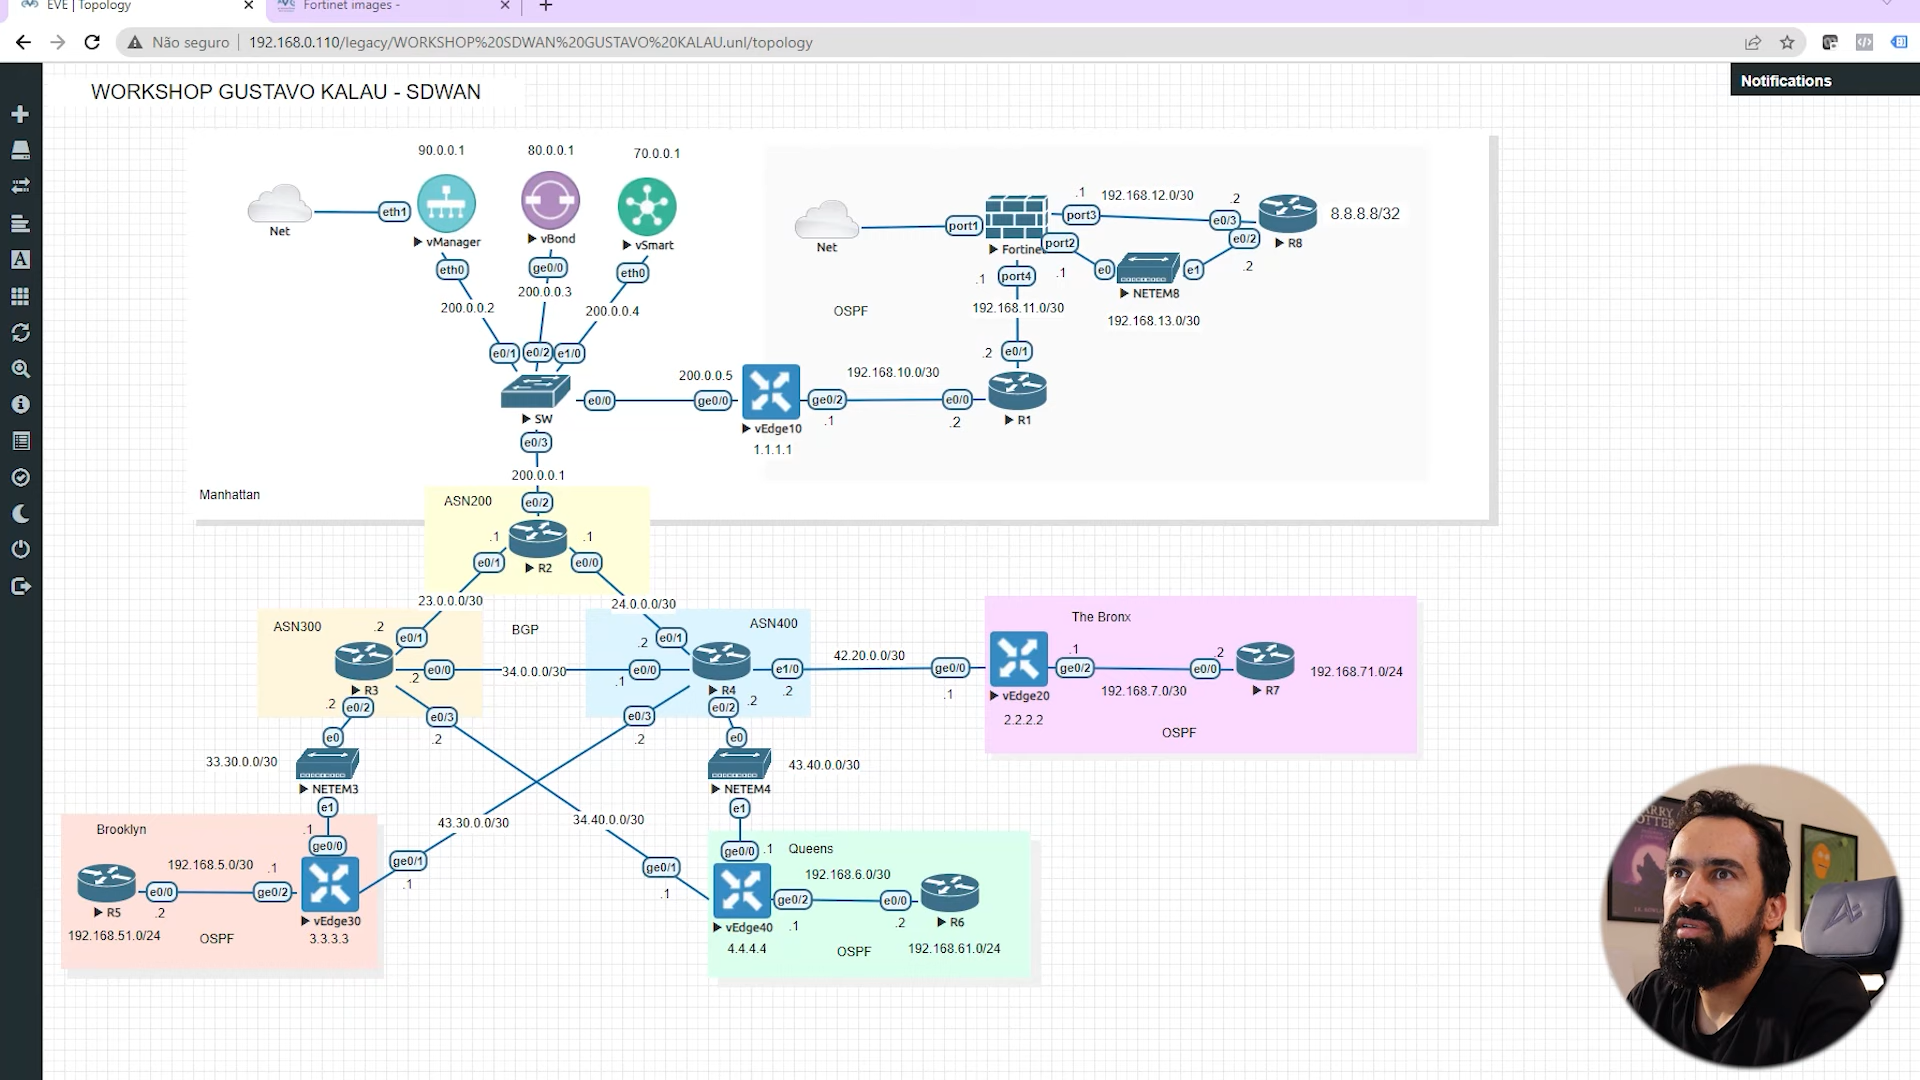 EVE | Topology
Fortinet images -
Não seguro
192.168.0.110/legacy/WORKSHOP%20SDWAN%20GUSTAVO%20KALAU.unl/topology
Notifications
WORKSHOP GUSTAVO KALAU - SDWAN
90.0.0.1
80.0.0.1
70.0.0.1
Net
eth1
vManager
vBond
vSmart
eth0
ge0/0
eth0
200.0.0.2
200.0.0.3
200.0.0.4
e0/1
e0/2
e1/0
SW
e0/0
e0/3
200.0.0.1
200.0.0.5
ge0/0
vEdge10
1.1.1.1
ge0/2
.1
192.168.10.0/30
e0/0
.2
R1
.2
e0/1
192.168.11.0/30
.1
port4
OSPF
Net
port1
Fortinet
port3
.1
192.168.12.0/30
.2
e0/3
R8
8.8.8.8/32
port2
.1
e0
NETEM8
e1
e0/2
.2
192.168.13.0/30
Manhattan
ASN200
e0/2
R2
.1
e0/1
.1
e0/0
23.0.0.0/30
24.0.0.0/30
ASN300
.2
e0/1
R3
e0/0
.2
BGP
34.0.0.0/30
ASN400
.2
e0/1
e0/0
.1
R4
e1/0
.2
42.20.0.0/30
.2
e0/2
e0/3
.2
e0/3
.2
e0/2
.2
The Bronx
ge0/0
.1
vEdge20
2.2.2.2
.1
ge0/2
192.168.7.0/30
.2
e0/0
R7
192.168.71.0/24
OSPF
33.30.0.0/30
e0
NETEM3
e1
e0
NETEM4
e1
43.40.0.0/30
43.30.0.0/30
34.40.0.0/30
Brooklyn
.1
ge0/0
192.168.5.0/30
.1
R5
e0/0
.2
ge0/2
vEdge30
3.3.3.3
ge0/1
.1
192.168.51.0/24
OSPF
Queens
ge0/0
.1
ge0/1
.1
vEdge40
4.4.4.4
192.168.6.0/30
ge0/2
.1
e0/0
.2
R6
OSPF
192.168.61.0/24